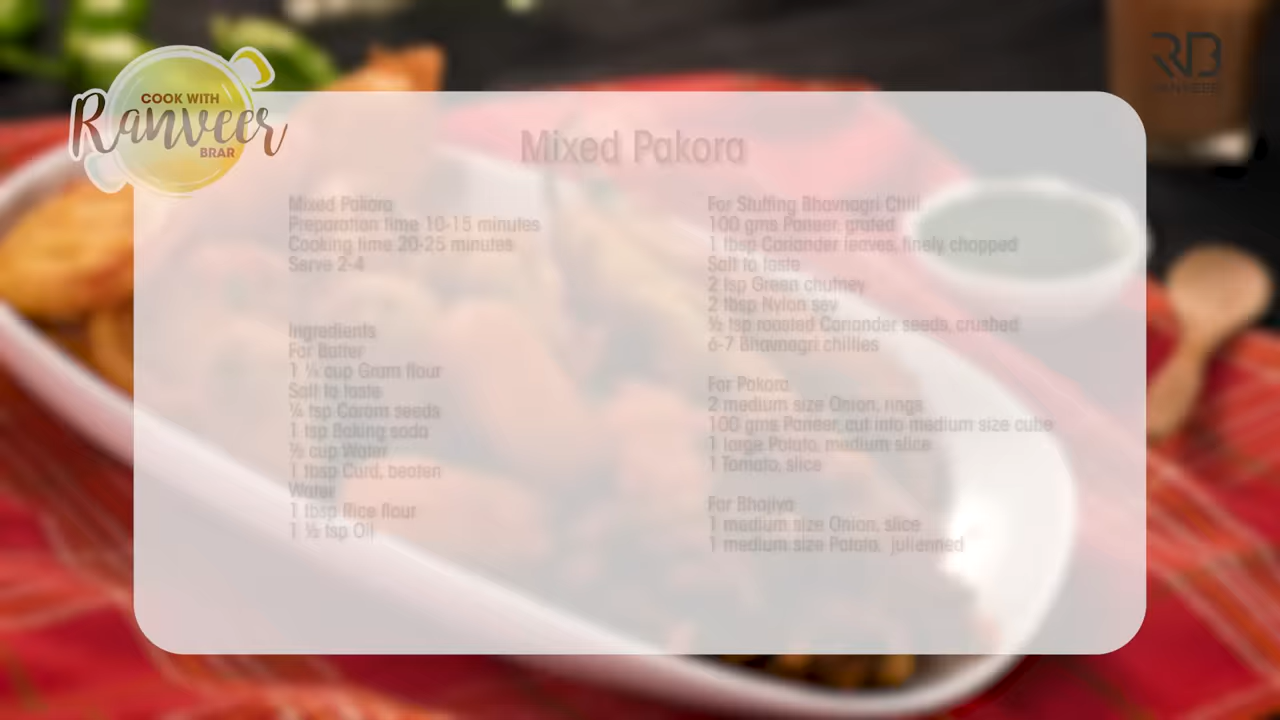 COOK WITH
Ranveer
BRAR
RB
RANVEER
Mixed Pakora
Mixed Pakora
Preparation time 10-15 minutes
Cooking time 20-25 minutes
Serve 2-4
Ingredients
For Batter
1 ¼ cup Gram flour
Salt to taste
¼ tsp Carom seeds
1 tsp Baking soda
½ cup Water
1 tbsp Curd, beaten
Water
1 tbsp Rice flour
1 ½ tsp Oil
For Stuffing Bhavnagri Chili
100 gms Paneer, grated
1 tbsp Coriander leaves, finely chopped
Salt to taste
2 tsp Green chutney
2 tbsp Nylon sev
½ tsp roasted Coriander seeds, crushed
6-7 Bhavnagri chillies
For Pakora
2 medium size Onion, rings
100 gms Paneer, cut into medium size cube
1 large Potato, medium slice
1 Tomato, slice
For Bhajiya
1 medium size Onion, slice
1 medium size Potato, julienned